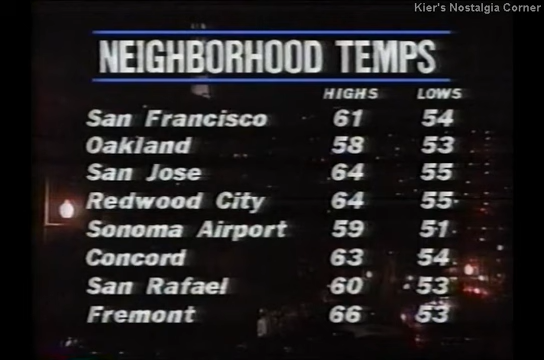 Kier's Nostalgia Corner
NEIGHBORHOOD TEMPS
HIGHS LOWS
San Francisco 61 54
Oakland 58 53
San Jose 64 55
Redwood City 64 55
Sonoma Airport 59 51
Concord 63 54
San Rafael 60 53
Fremont 66 53